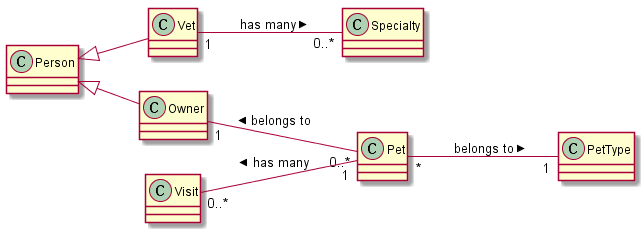 C Vet
has many ►
C Specialty
1
0..*
C Person
C Owner
◄ belongs to
1
C Pet
belongs to ►
C PetType
◄ has many
0..*
1
*
1
C Visit
0..*